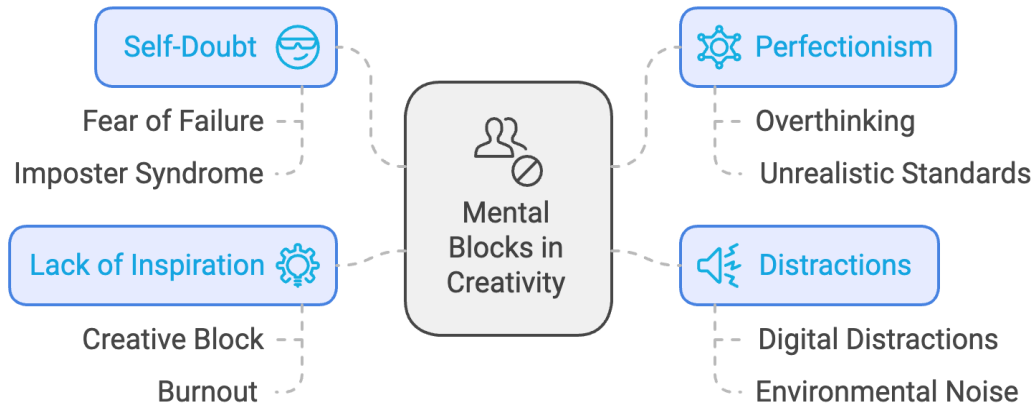 Self-Doubt
Fear of Failure
Imposter Syndrome
Lack of Inspiration
Creative Block
Burnout
Mental
Blocks in
Creativity
Perfectionism
Overthinking
Unrealistic Standards
Distractions
Digital Distractions
Environmental Noise